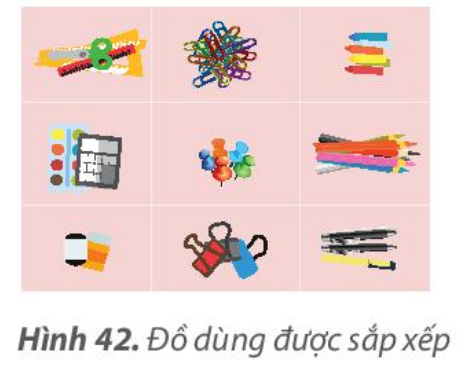 Hình 42. Đồ dùng được sắp xếp